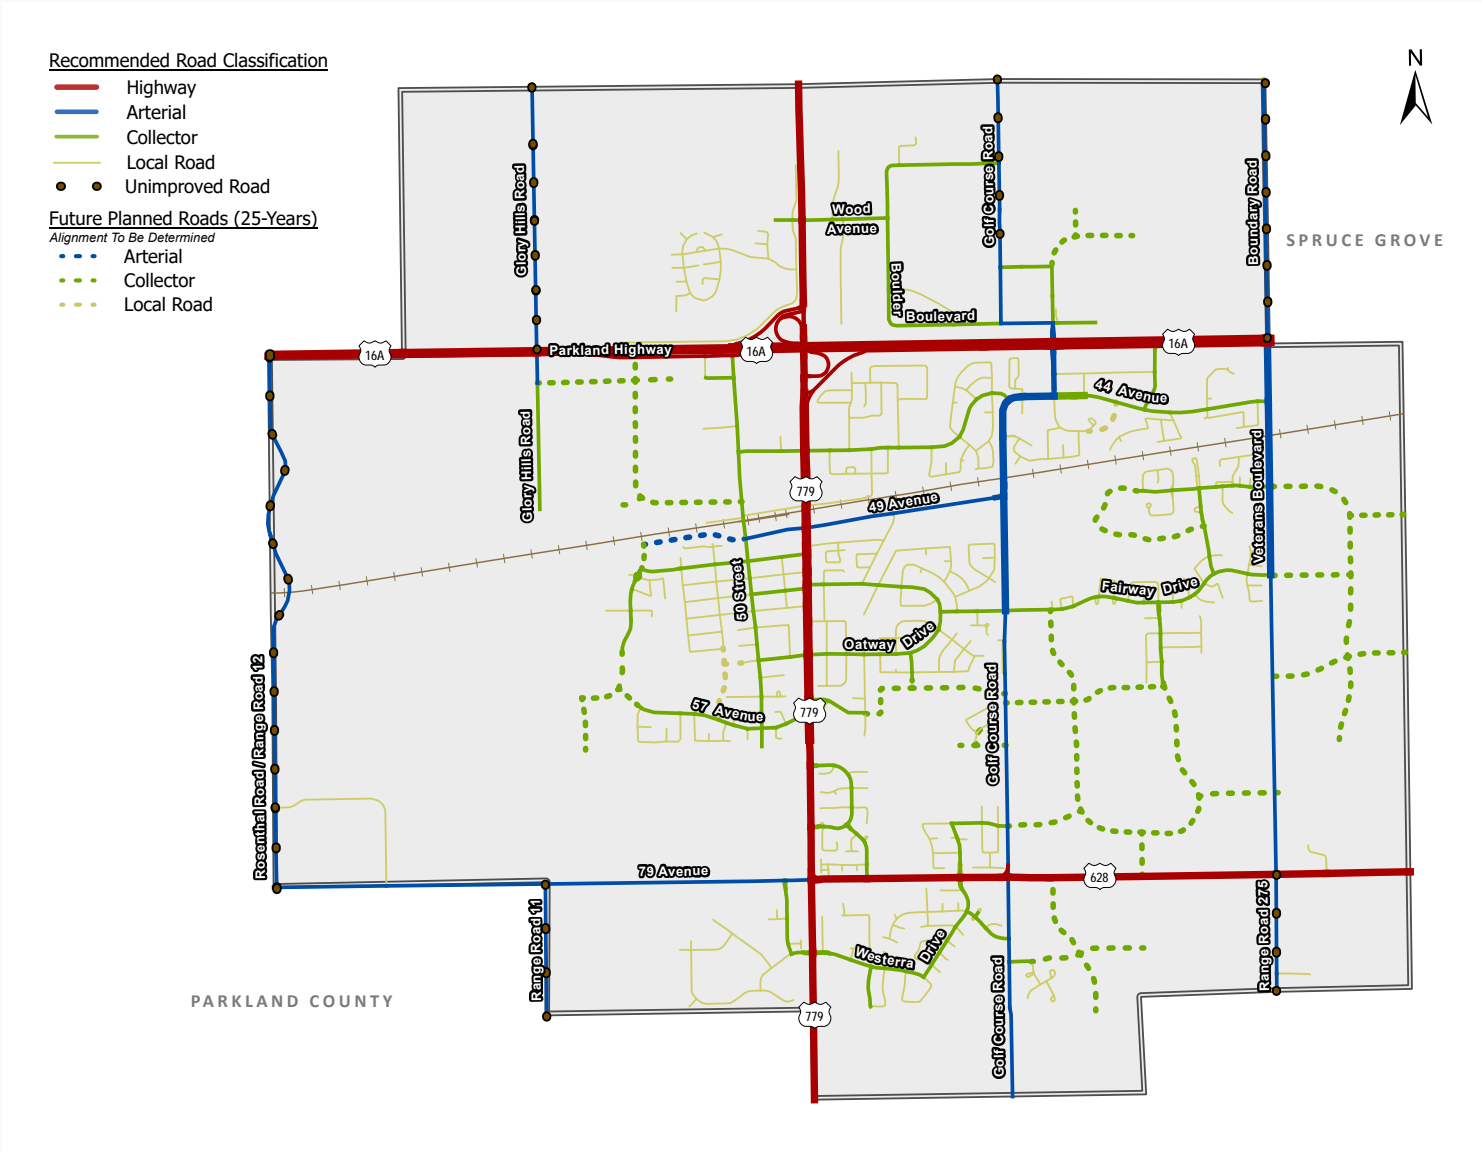 Recommended Road Classification
Highway
Arterial
Collector
Local Road
Unimproved Road
Future Planned Roads (25-Years)
Alignment To Be Determined
Arterial
Collector
Local Road
N
SPRUCE GROVE
PARKLAND COUNTY
Glory Hills Road
Wood
Avenue
Golf Course Road
Boundary Road
Boulder
Boulevard
16A
Parkland Highway
16A
16A
44 Avenue
Glory Hills Road
779
49 Avenue
Veterans Boulevard
50 Street
Fairway Drive
Oatway Drive
Rosenthal Road / Range Road 12
57 Avenue
779
Golf Course Road
79 Avenue
628
Range Road 11
Westerra Drive
Range Road 275
779
Golf Course Road